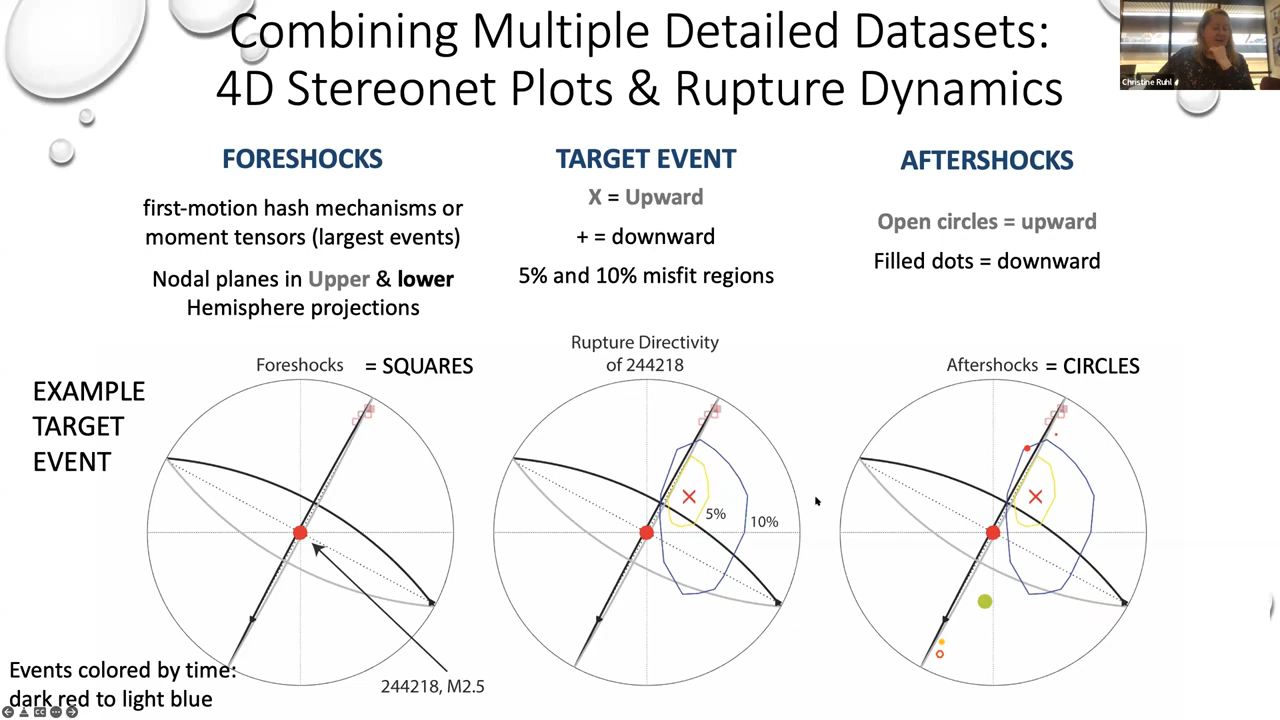 Combining Multiple Detailed Datasets:
4D Stereonet Plots & Rupture Dynamics
Christine Ruhl
FORESHOCKS
first-motion hash mechanisms or
moment tensors (largest events)
Nodal planes in Upper & lower
Hemisphere projections
TARGET EVENT
X = Upward
+ = downward
5% and 10% misfit regions
AFTERSHOCKS
Open circles = upward
Filled dots = downward
EXAMPLE
TARGET
EVENT
Foreshocks = SQUARES
244218, M2.5
Rupture Directivity
of 244218
5%
10%
Aftershocks = CIRCLES
Events colored by time:
dark red to light blue
CC